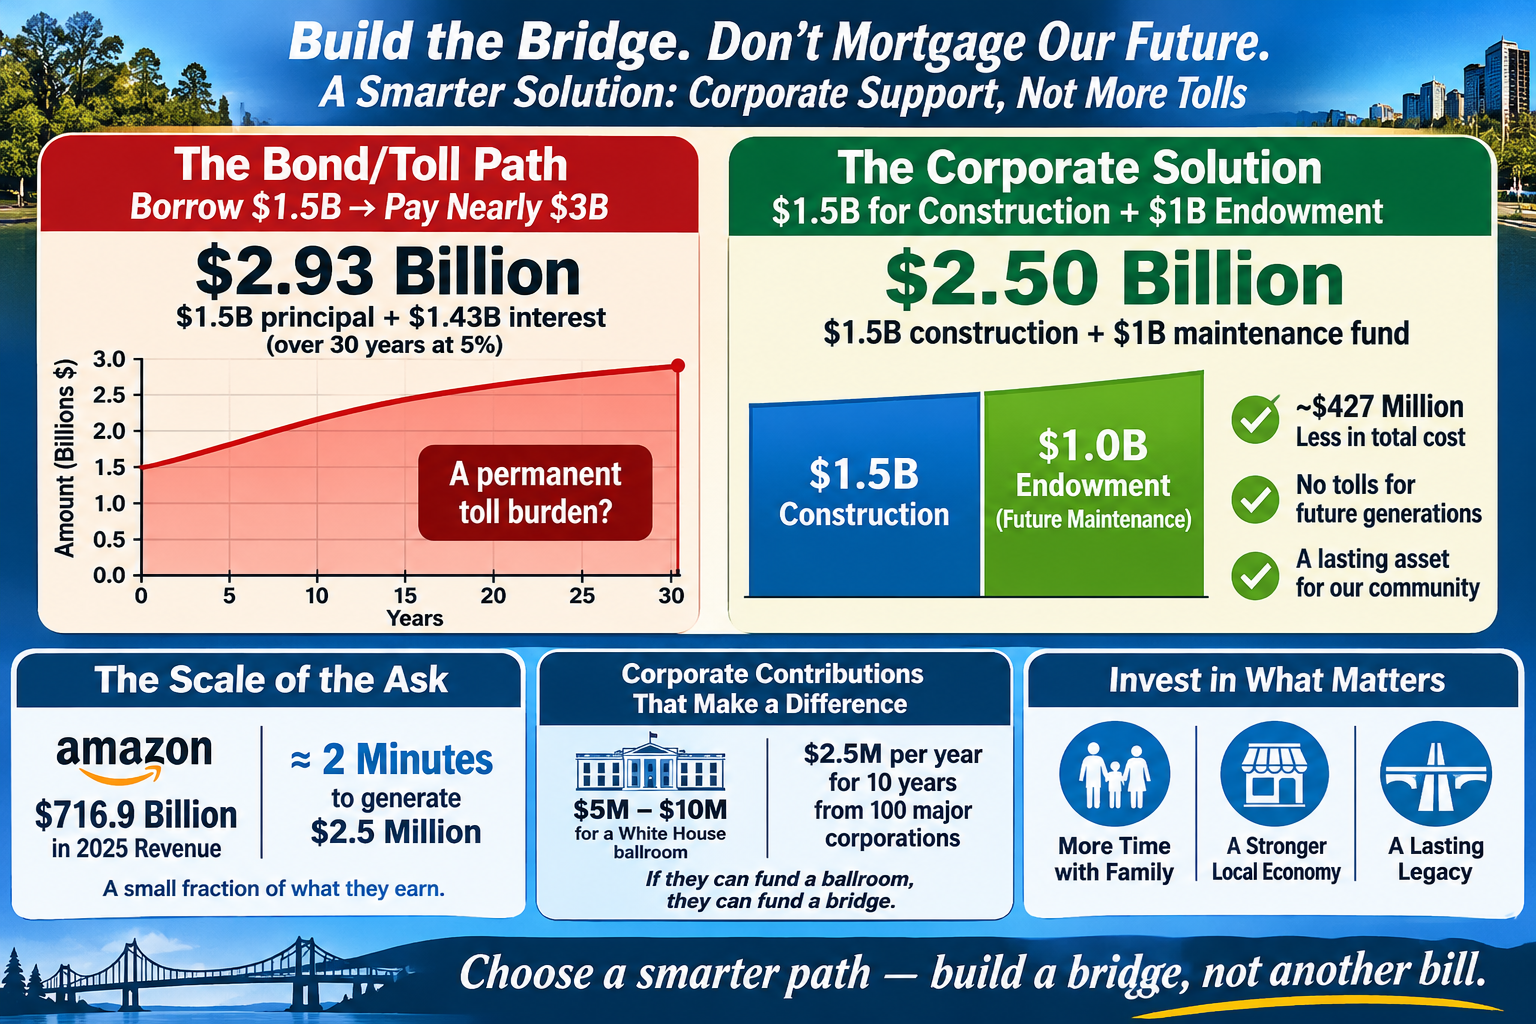 Build the Bridge. Don't Mortgage Our Future.
A Smarter Solution: Corporate Support, Not More Tolls
The Bond/Toll Path
Borrow $1.5B → Pay Nearly $3B
$2.93 Billion
$1.5B principal + $1.43B interest
(over 30 years at 5%)
Amount (Billions $)
3.0
2.5
2.0
1.5
1.0
0.5
0.0
A permanent
toll burden?
0 5 10 15 20 25 30
Years
The Corporate Solution
$1.5B for Construction + $1B Endowment
$2.50 Billion
$1.5B construction + $1B maintenance fund
$1.5B
Construction
$1.0B
Endowment
(Future Maintenance)
~$427 Million
Less in total cost
No tolls for
future generations
A lasting asset
for our community
The Scale of the Ask
amazon
$716.9 Billion
in 2025 Revenue
≈ 2 Minutes
to generate
$2.5 Million
A small fraction of what they earn.
Corporate Contributions
That Make a Difference
$5M – $10M
for a White House
ballroom
$2.5M per year
for 10 years
from 100 major
corporations
If they can fund a ballroom,
they can fund a bridge.
Invest in What Matters
More Time
with Family
A Stronger
Local Economy
A Lasting
Legacy
Choose a smarter path — build a bridge, not another bill.